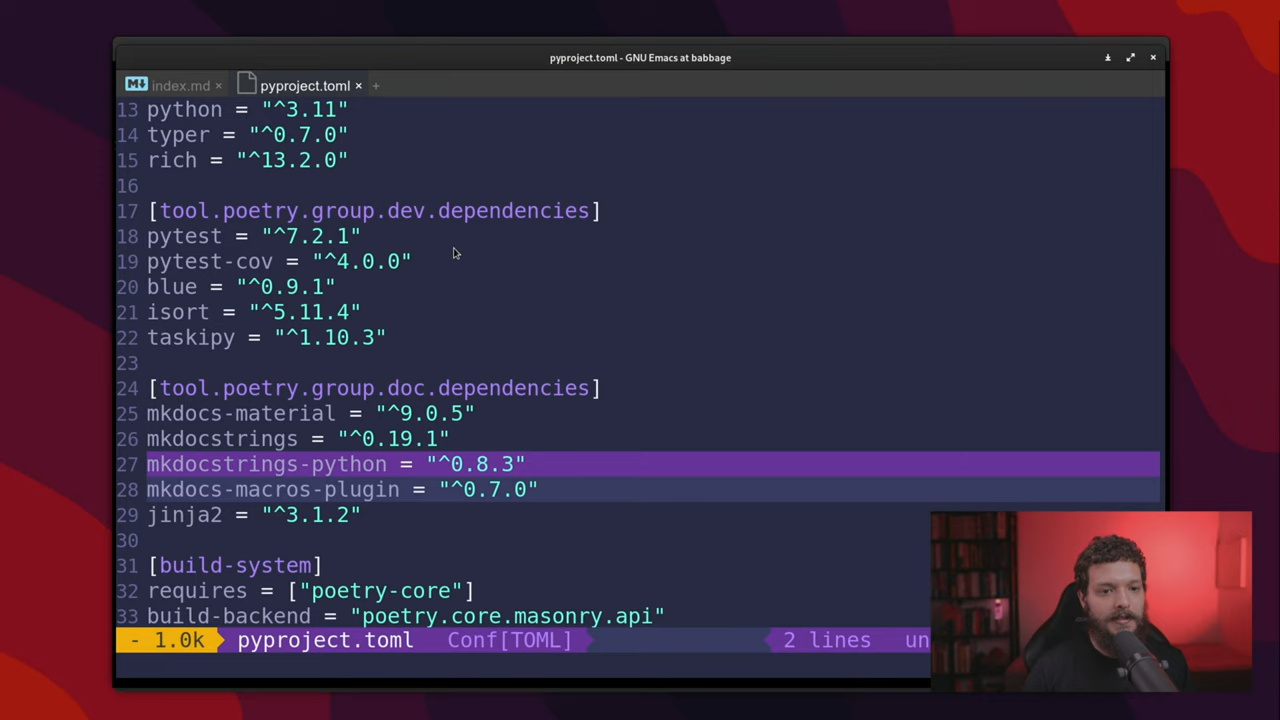 pyproject.toml - GNU Emacs at babbage
index.md × pyproject.toml × +
13 python = "^3.11"
14 typer = "^0.7.0"
15 rich = "^13.2.0"
16
17 [tool.poetry.group.dev.dependencies]
18 pytest = "^7.2.1"
19 pytest-cov = "^4.0.0"
20 blue = "^0.9.1"
21 isort = "^5.11.4"
22 taskipy = "^1.10.3"
23
24 [tool.poetry.group.doc.dependencies]
25 mkdocs-material = "^9.0.5"
26 mkdocstrings = "^0.19.1"
27 mkdocstrings-python = "^0.8.3"
28 mkdocs-macros-plugin = "^0.7.0"
29 jinja2 = "^3.1.2"
30
31 [build-system]
32 requires = ["poetry-core"]
33 build-backend = "poetry.core.masonry.api"
- 1.0k pyproject.toml Conf[TOML] 2 lines un